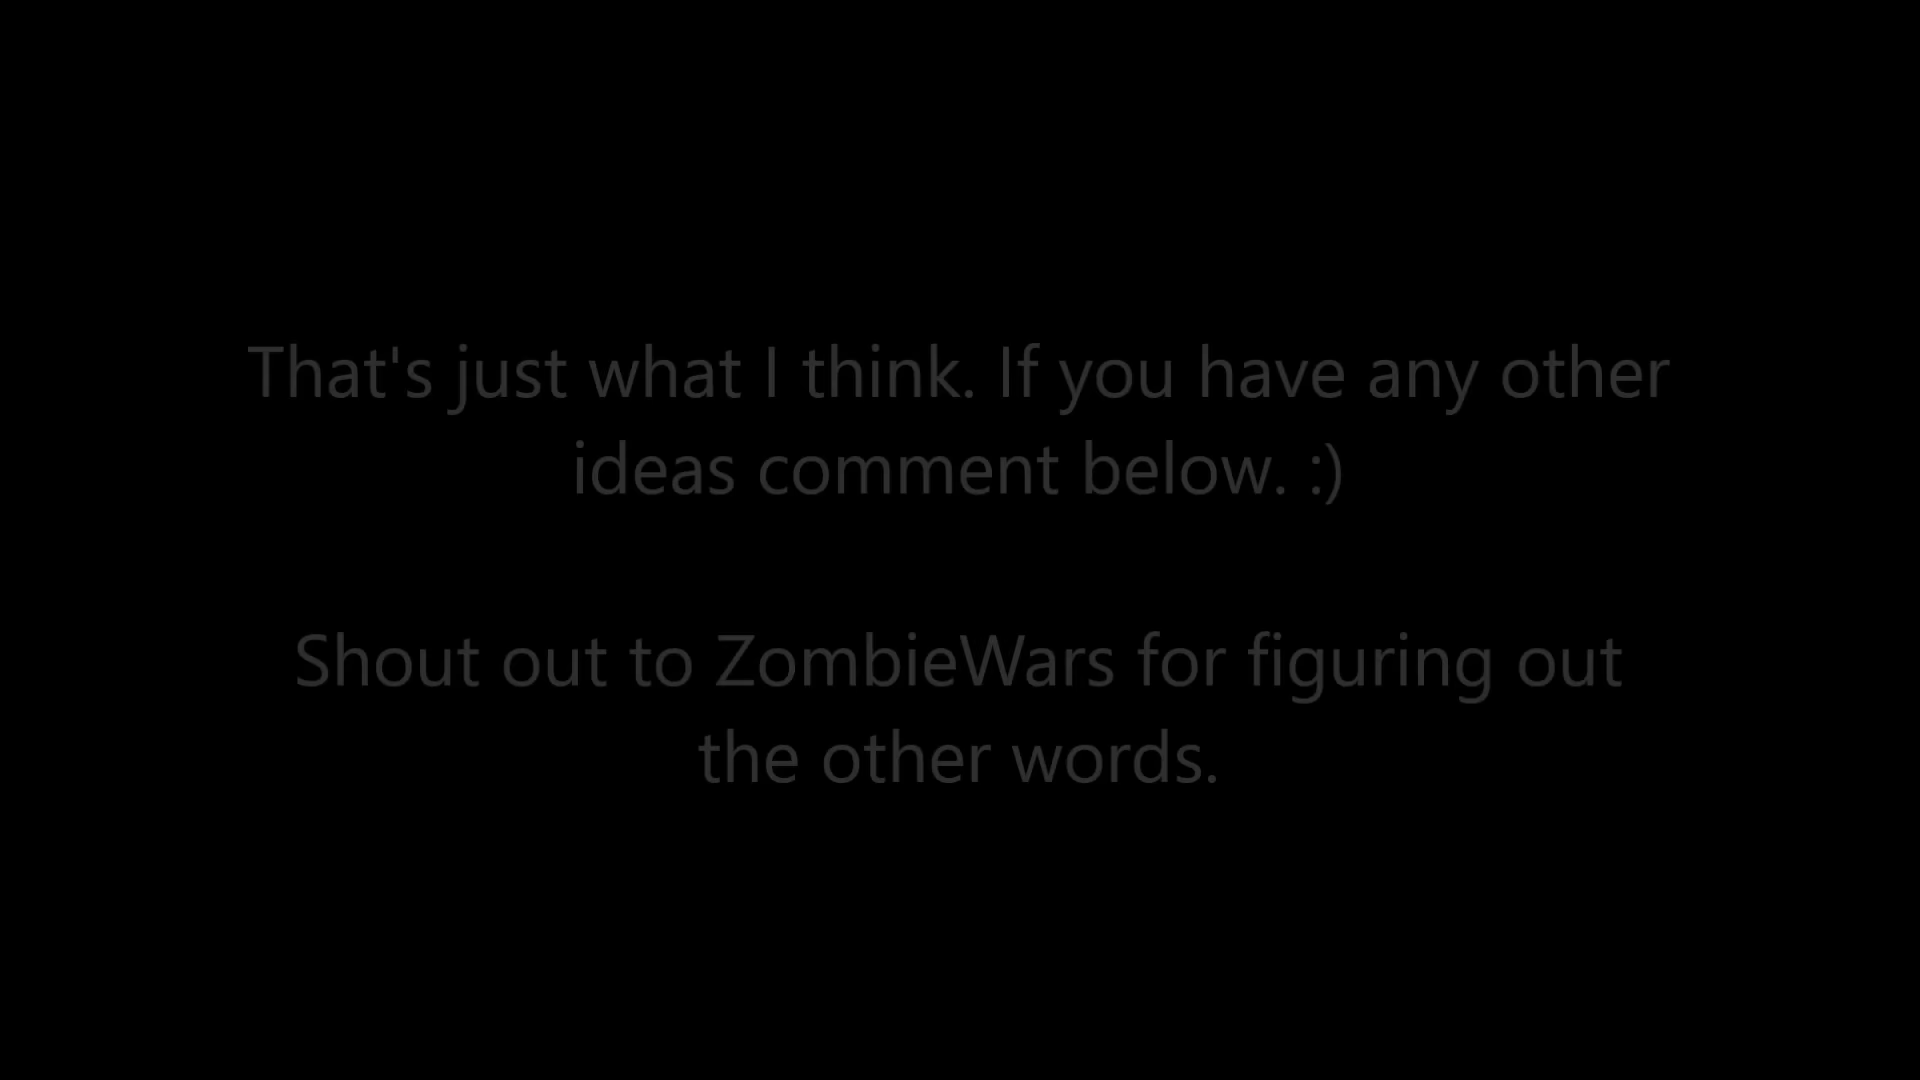 That's just what I think. If you have any other
ideas comment below. :)
Shout out to ZombieWars for figuring out
the other words.